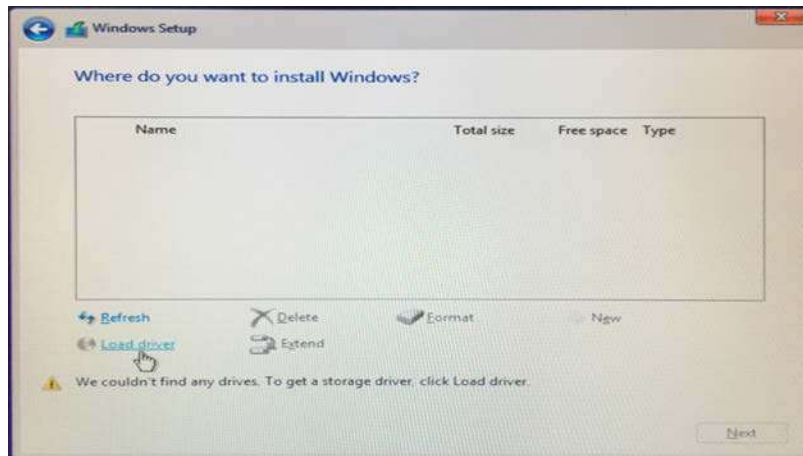 Windows Setup
Where do you want to install Windows?
Name Total size Free space Type
Refresh Delete Format New
Load driver Extend
We couldn't find any drives. To get a storage driver, click Load driver.
Next